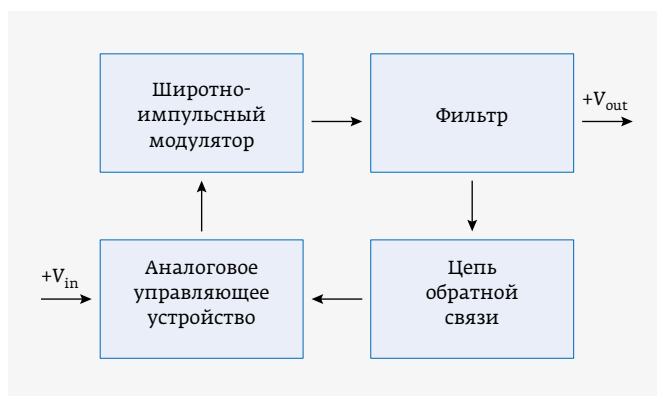 Широтно-
импульсный
модулятор
Фильтр
+Vout
+Vin
Аналоговое
управляющее
устройство
Цепь
обратной
связи